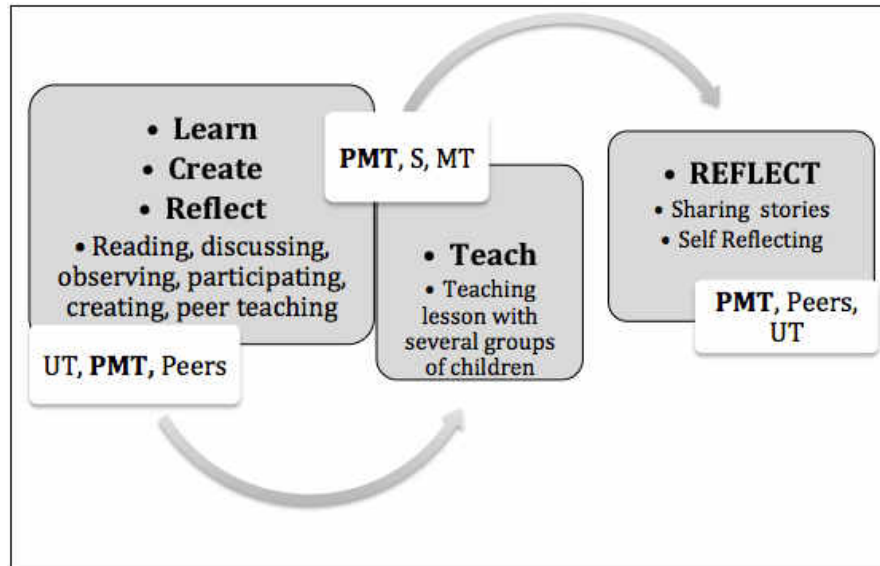 • Learn
• Create
• Reflect
• Reading, discussing,
observing, participating,
creating, peer teaching
UT, PMT, Peers
PMT, S, MT
• Teach
• Teaching
lesson with
several groups
of children
• REFLECT
• Sharing stories
• Self Reflecting
PMT, Peers,
UT